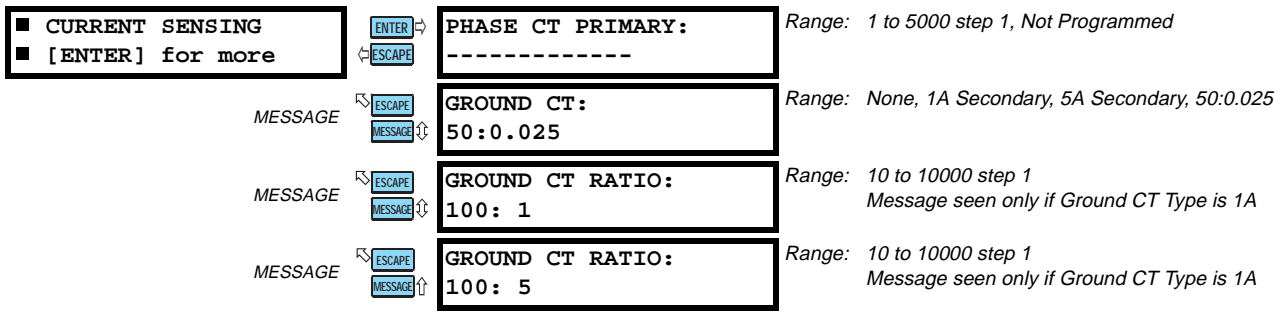 CURRENT SENSING
[ENTER] for more
ENTER
ESCAPE
PHASE CT PRIMARY:
-------------
Range: 1 to 5000 step 1, Not Programmed
MESSAGE
ESCAPE
MESSAGE
GROUND CT:
50:0.025
Range: None, 1A Secondary, 5A Secondary, 50:0.025
MESSAGE
ESCAPE
MESSAGE
GROUND CT RATIO:
100: 1
Range: 10 to 10000 step 1
Message seen only if Ground CT Type is 1A
MESSAGE
ESCAPE
MESSAGE
GROUND CT RATIO:
100: 5
Range: 10 to 10000 step 1
Message seen only if Ground CT Type is 1A